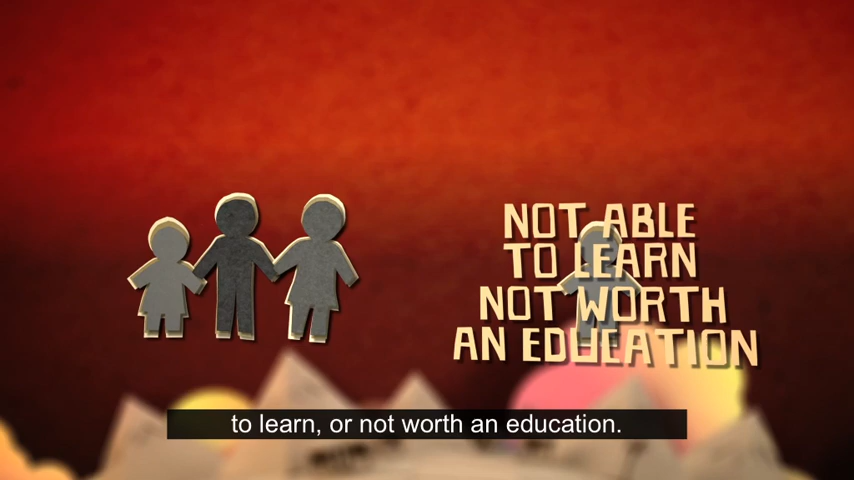 NOT ABLE
TO LEARN
NOT WORTH
AN EDUCATION
to learn, or not worth an education.